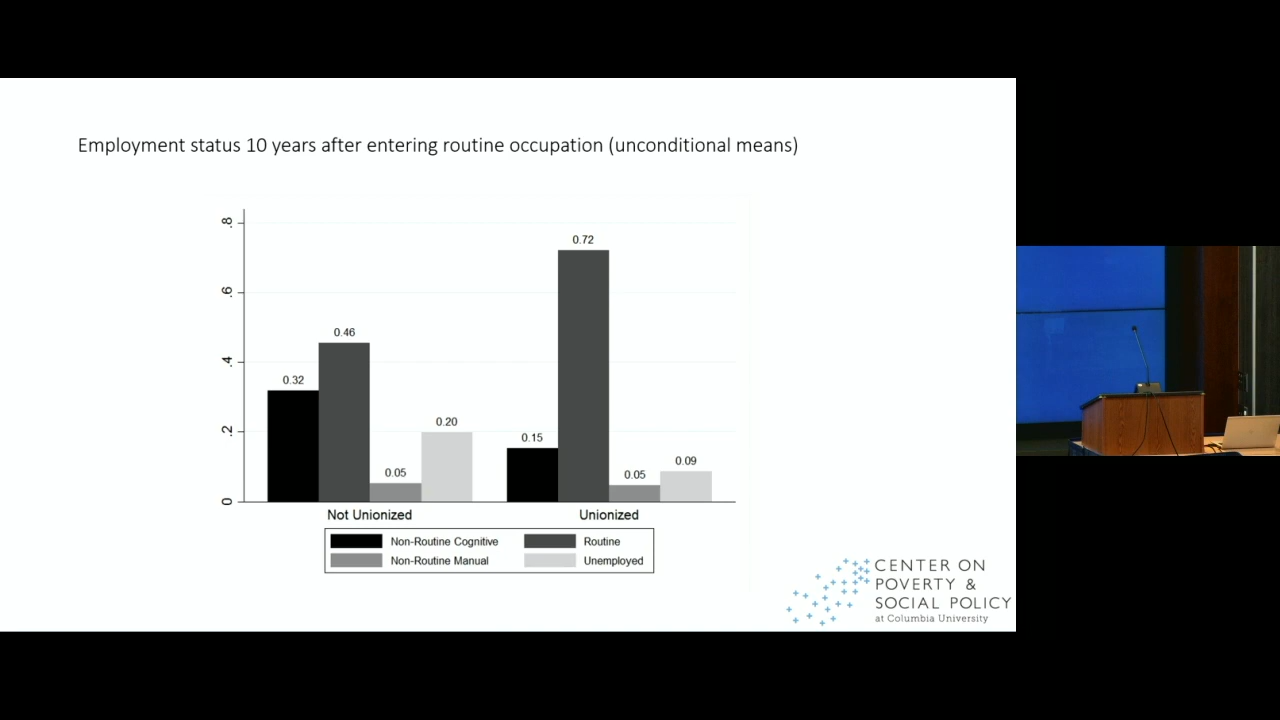 Employment status 10 years after entering routine occupation (unconditional means)
.8
.6
.4
.2
0
0.32
0.46
0.05
0.20
0.15
0.72
0.05
0.09
Not Unionized
Unionized
Non-Routine Cognitive
Routine
Non-Routine Manual
Unemployed
CENTER ON
POVERTY &
SOCIAL POLICY
at Columbia University